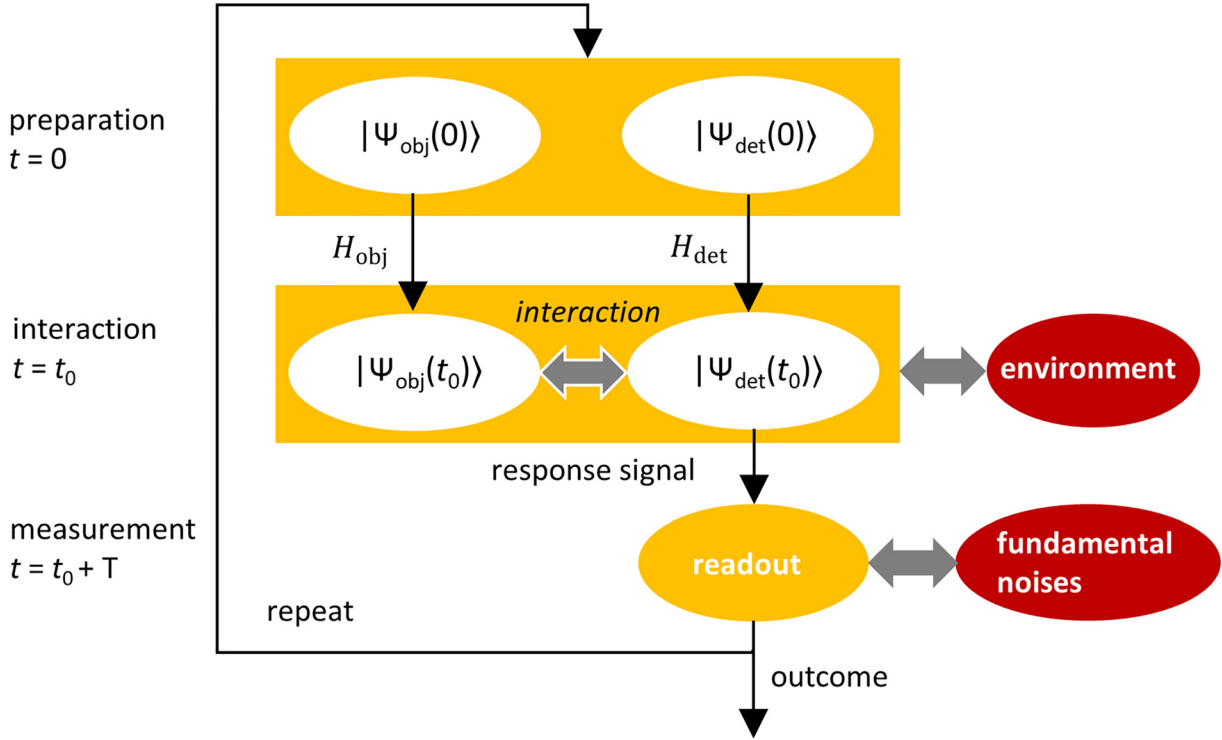 preparation
t = 0
|Ψobj(0)⟩
|Ψdet(0)⟩
Hobj
Hdet
interaction
t = t0
interaction
|Ψobj(t0)⟩
|Ψdet(t0)⟩
environment
response signal
measurement
t = t0 + T
readout
fundamental
noises
repeat
outcome